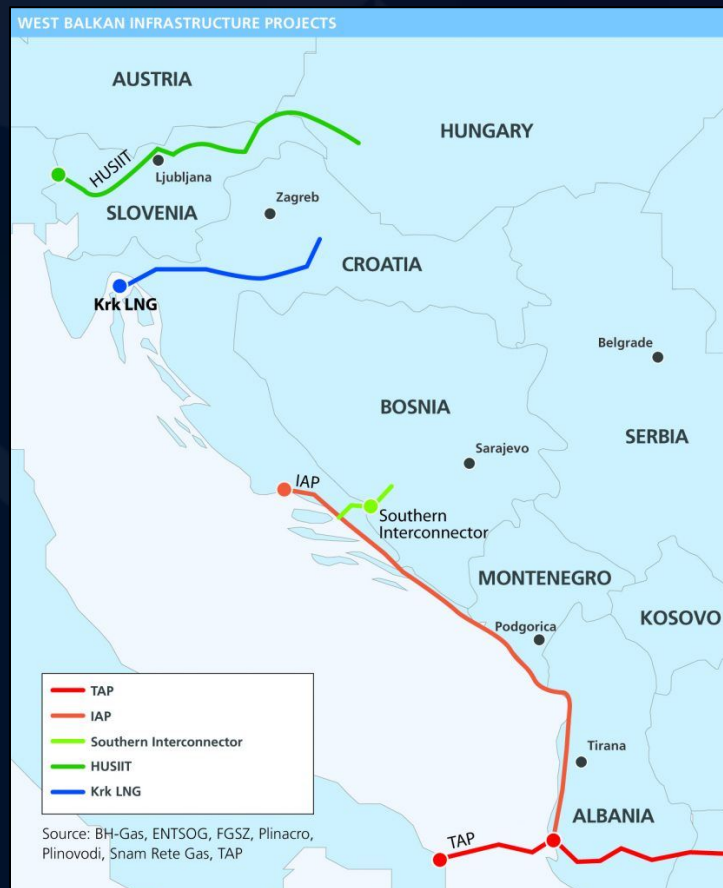 WEST BALKAN INFRASTRUCTURE PROJECTS
AUSTRIA
HUNGARY
HUSIIT
Ljubljana
SLOVENIA
Zagreb
CROATIA
Krk LNG
Belgrade
BOSNIA
SERBIA
Sarajevo
IAP
Southern
Interconnector
MONTENEGRO
KOSOVO
Podgorica
TAP
IAP
Southern Interconnector
HUSIIT
Krk LNG
Tirana
ALBANIA
TAP
Source: BH-Gas, ENTSOG, FGSZ, Plinacro,
Plinovodi, Snam Rete Gas, TAP